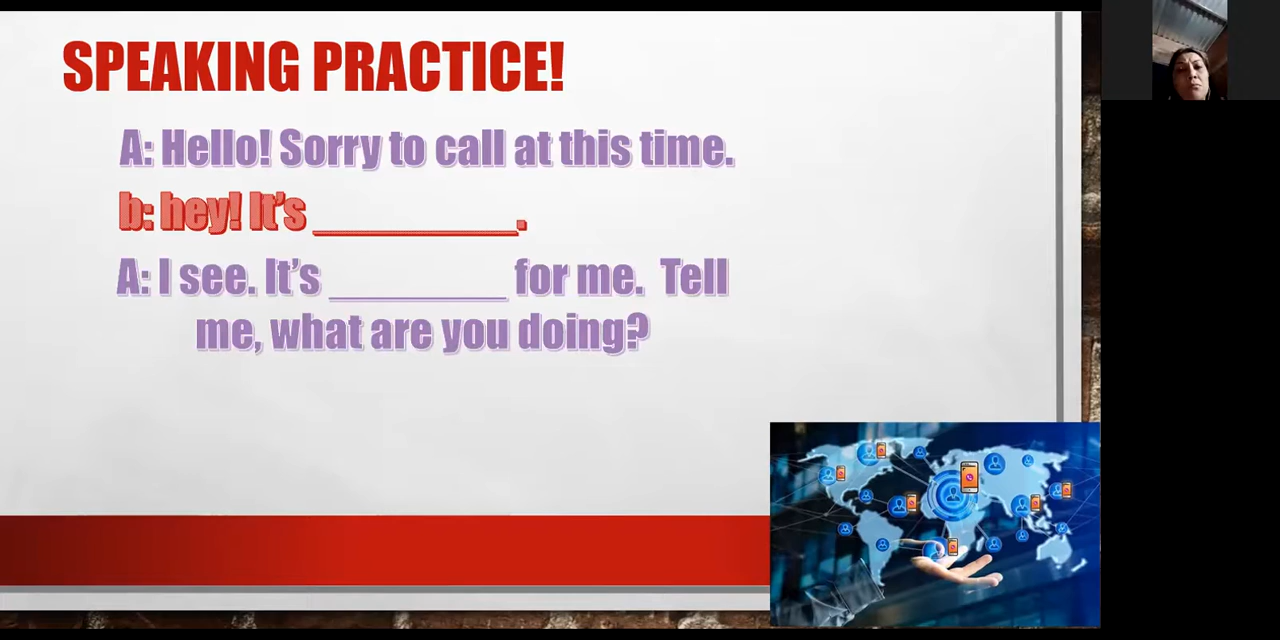 SPEAKING PRACTICE!
A: Hello! Sorry to call at this time.
b: hey! It’s __________.
A: I see. It’s _________ for me.  Tell
me, what are you doing?